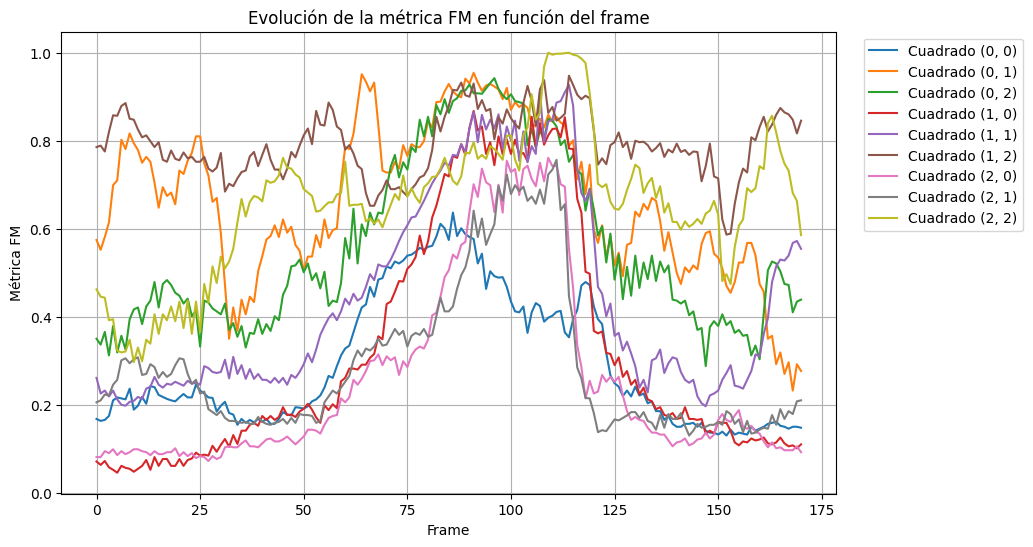 Evolución de la métrica FM en función del frame
Métrica FM
1.0
0.8
0.6
0.4
0.2
0.0
0
25
50
75
100
125
150
175
Frame
Cuadrado (0, 0)
Cuadrado (0, 1)
Cuadrado (0, 2)
Cuadrado (1, 0)
Cuadrado (1, 1)
Cuadrado (1, 2)
Cuadrado (2, 0)
Cuadrado (2, 1)
Cuadrado (2, 2)